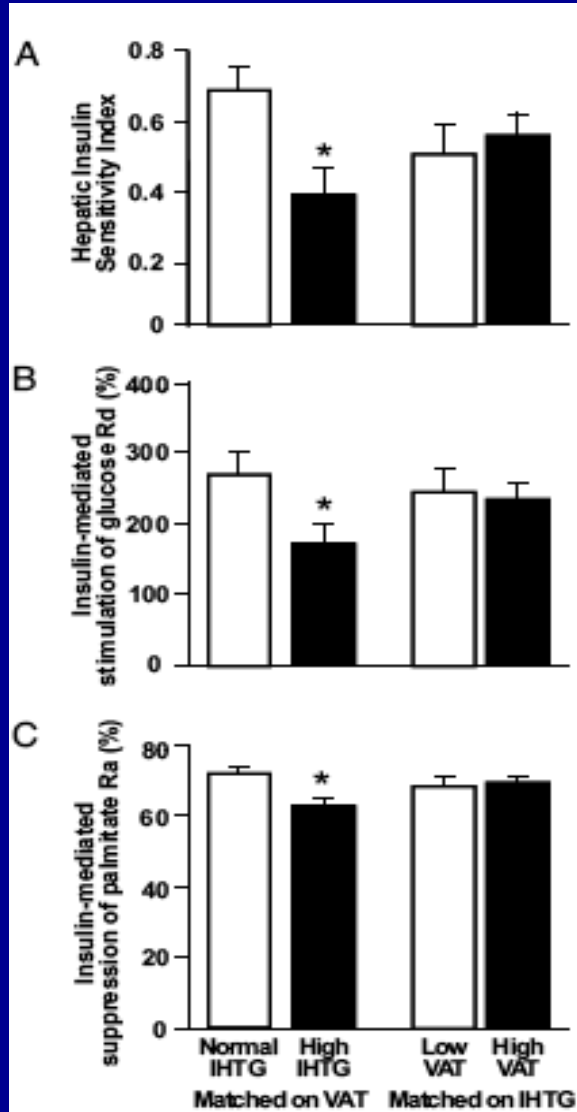 A
Hepatic Insulin
Sensitivity Index
0.8
0.6
0.4
0.2
0
*
B
Insulin-mediated
stimulation of glucose Rd (%)
400
300
200
100
0
*
C
Insulin-mediated
suppression of palmitate Ra (%)
80
60
40
20
0
*
Normal IHTG
High IHTG
Low VAT
High VAT
Matched on VAT
Matched on IHTG